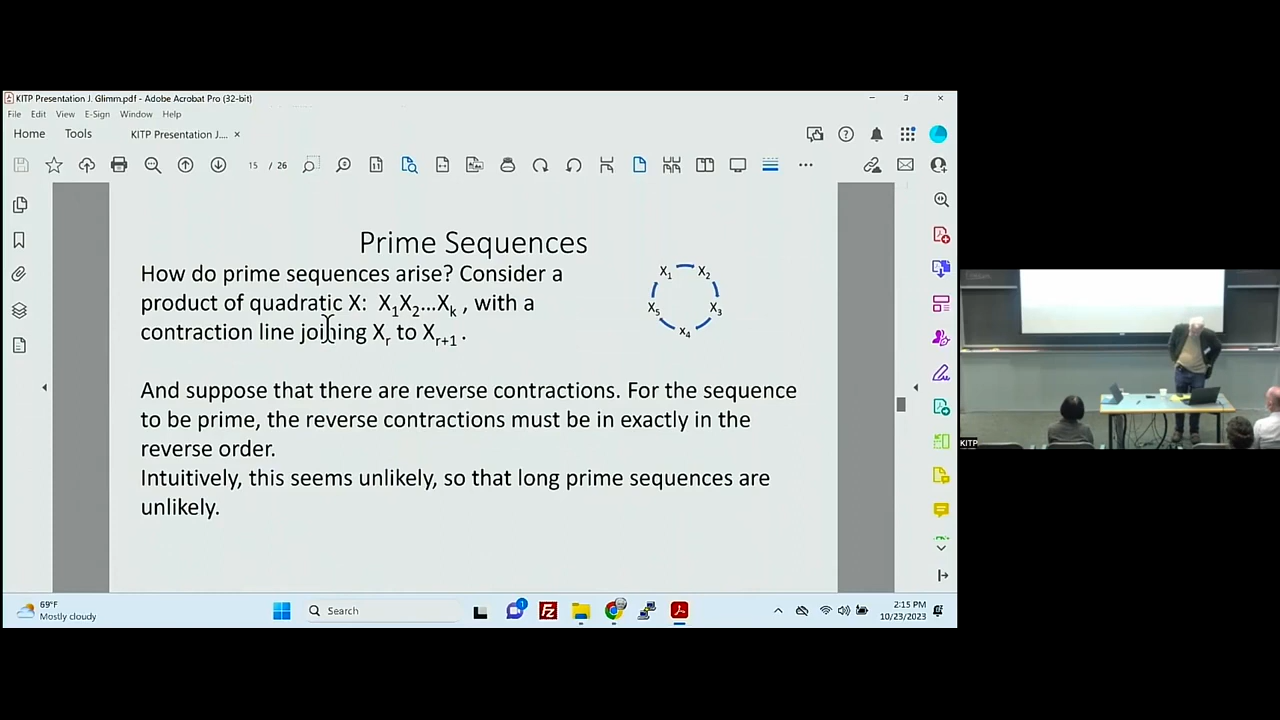 KITP Presentation J. Glimm.pdf - Adobe Acrobat Pro (32-bit)
File Edit View E-Sign Window Help
Home Tools KITP Presentation J.... ×
15 / 26
Prime Sequences
How do prime sequences arise? Consider a
product of quadratic X: X₁X₂...Xₖ , with a
contraction line joining Xᵣ to Xᵣ₊₁ .
X₁ X₂
X₅ X₃
X₄
And suppose that there are reverse contractions. For the sequence
to be prime, the reverse contractions must be in exactly in the
reverse order.
Intuitively, this seems unlikely, so that long prime sequences are
unlikely.
KITP
69°F
Mostly cloudy
Search
2:15 PM
10/23/2023